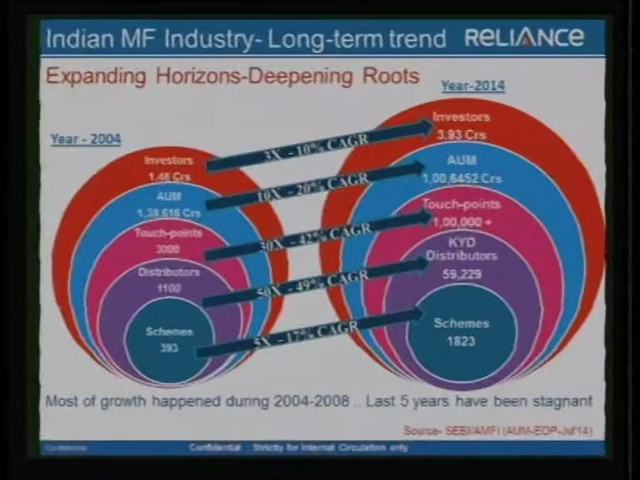 Indian MF Industry- Long-term trend
RELIANCE
Expanding Horizons-Deepening Roots
Year - 2004
Year-2014
Investors
1.46 Crs
AUM
1,39,616 Crs
Touch-points
3000
Distributors
1100
Schemes
393
3X - 10% CAGR
10X - 20% CAGR
30X - 42% CAGR
50X - 49% CAGR
5X - 17% CAGR
Investors
3.93 Crs
AUM
1,00,6452 Crs
Touch-points
1,00,000 +
KYD
Distributors
59,229
Schemes
1823
Most of growth happened during 2004-2008 .. Last 5 years have been stagnant
Source- SEBI/AMFI (AUM-EOP-Jul'14)
Confidential
Confidential : Strictly for Internal Circulation only